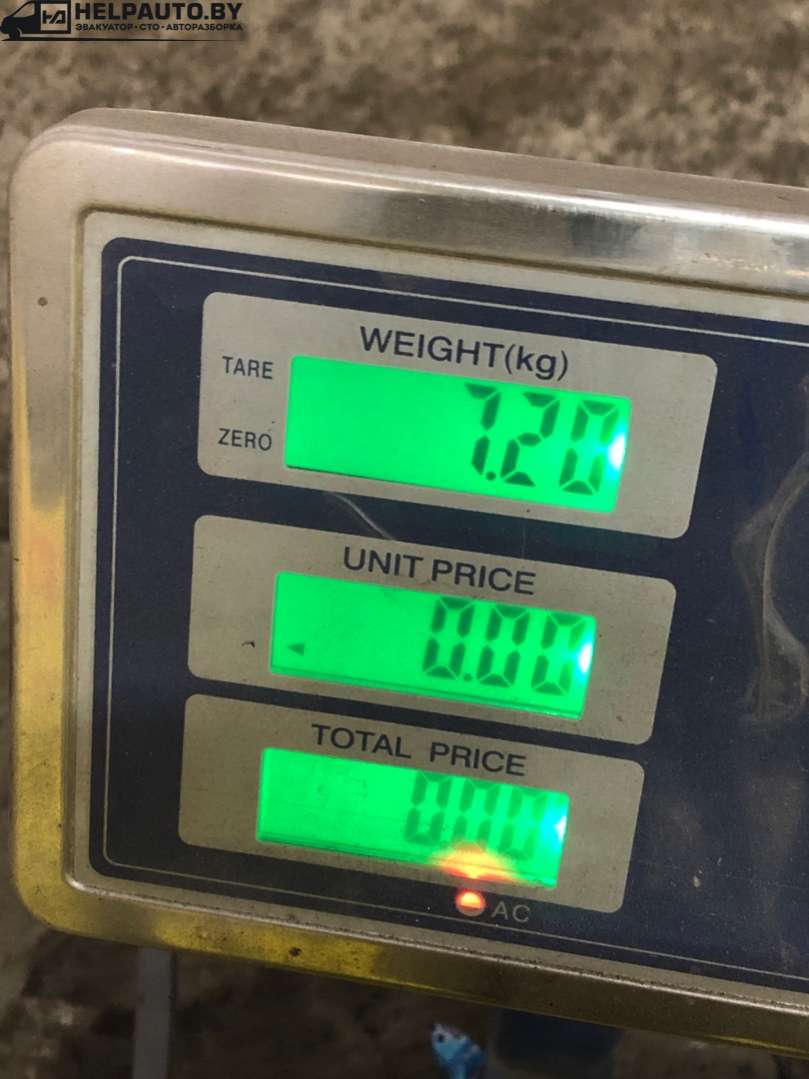 HELPAUTO.BY
ЭВАКУАТОР • СТО • АВТОРАЗБОРКА
WEIGHT(kg)
TARE
ZERO
7.20
UNIT PRICE
0.00
TOTAL PRICE
0.00
AC